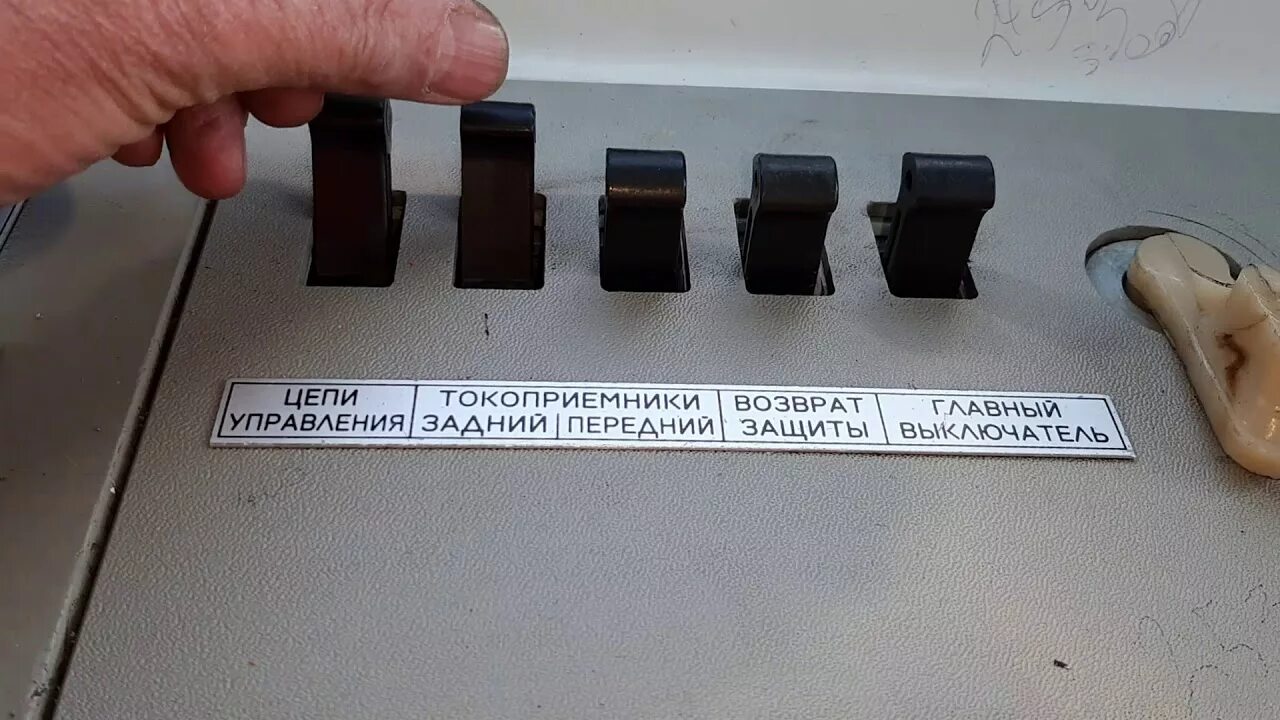 ЦЕПИ УПРАВЛЕНИЯ
ТОКОПРИЕМНИКИ
ЗАДНИЙ ПЕРЕДНИЙ
ВОЗВРАТ ЗАЩИТЫ
ГЛАВНЫЙ ВЫКЛЮЧАТЕЛЬ